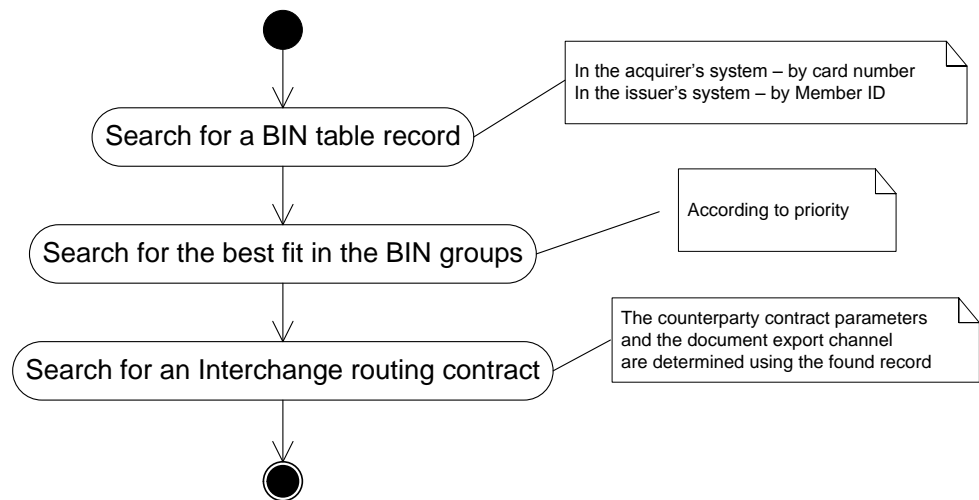 In the acquirer's system – by card number
In the issuer's system – by Member ID
Search for a BIN table record
According to priority
Search for the best fit in the BIN groups
The counterparty contract parameters
and the document export channel
are determined using the found record
Search for an Interchange routing contract